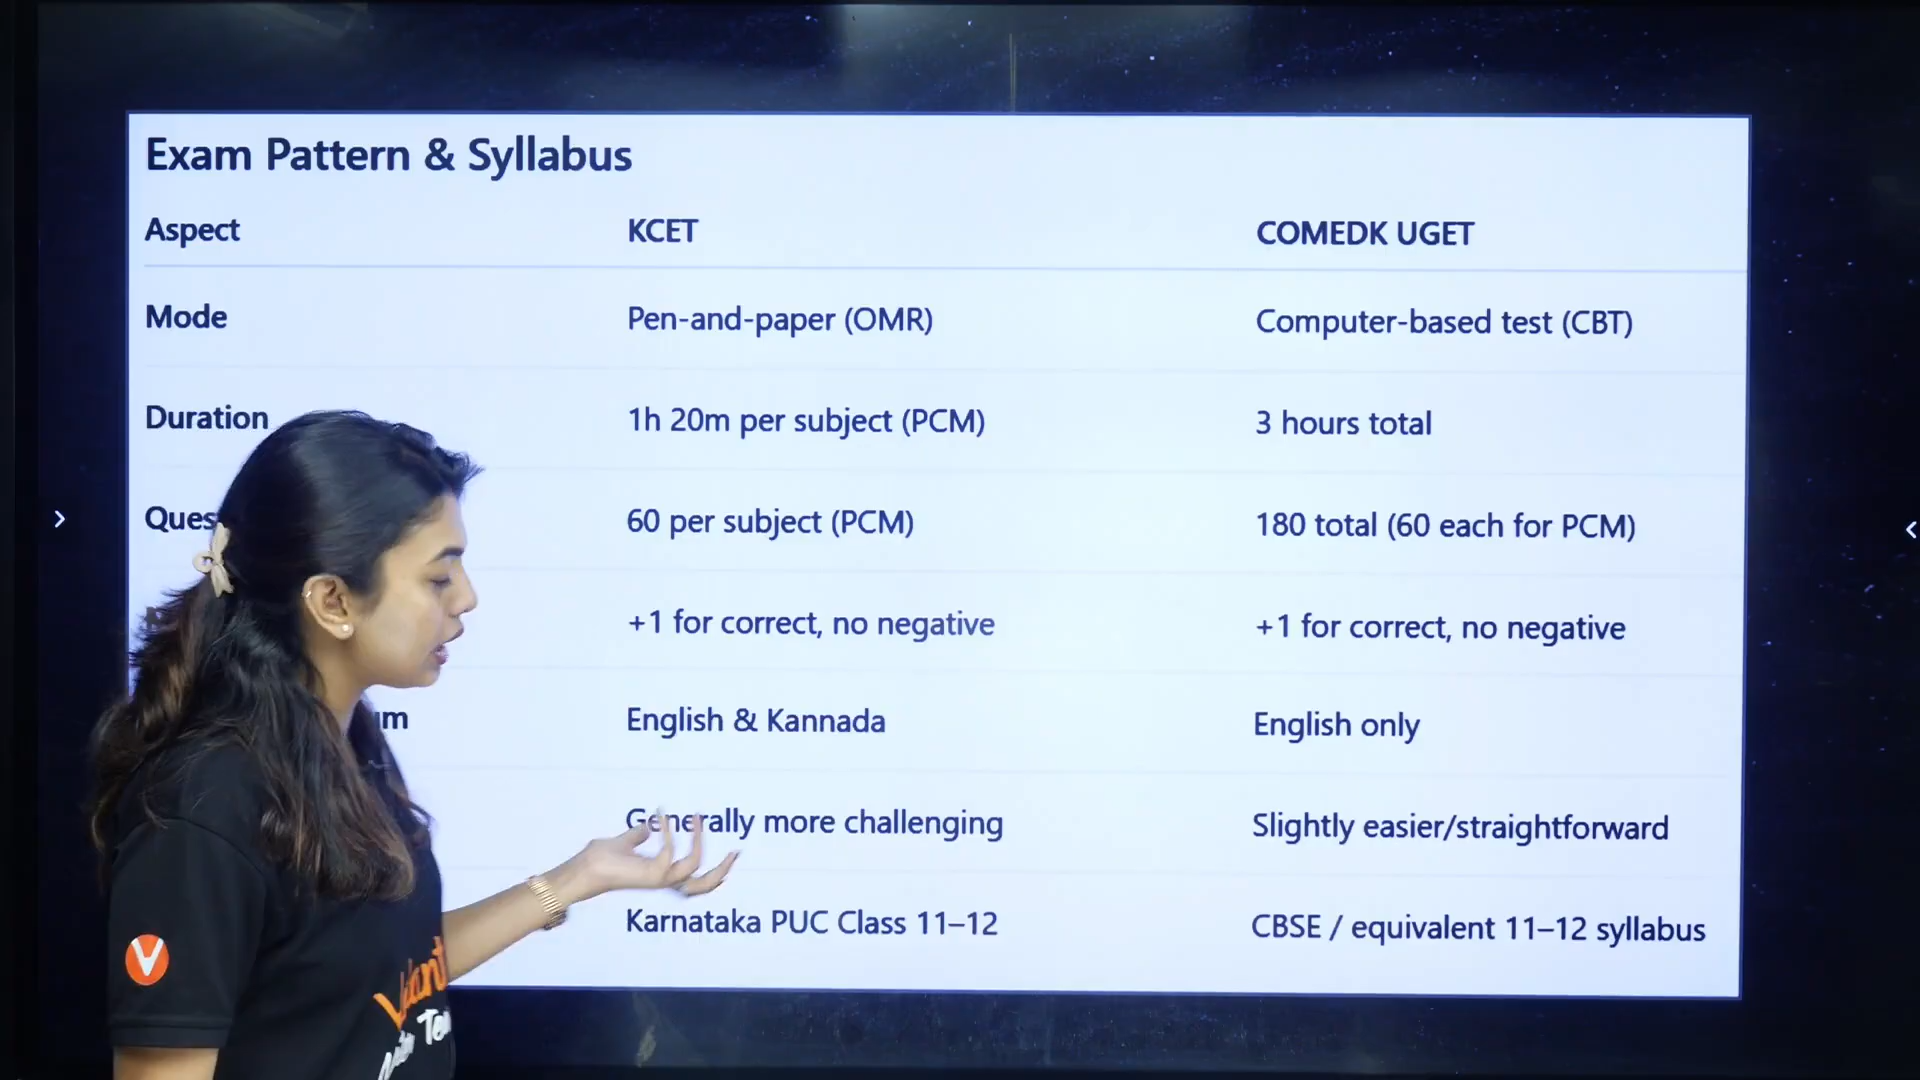 Exam Pattern & Syllabus
Aspect KCET COMEDK UGET
Mode Pen-and-paper (OMR) Computer-based test (CBT)
Duration 1h 20m per subject (PCM) 3 hours total
Ques 60 per subject (PCM) 180 total (60 each for PCM)
+1 for correct, no negative +1 for correct, no negative
um English & Kannada English only
Generally more challenging Slightly easier/straightforward
Karnataka PUC Class 11–12 CBSE / equivalent 11–12 syllabus
V